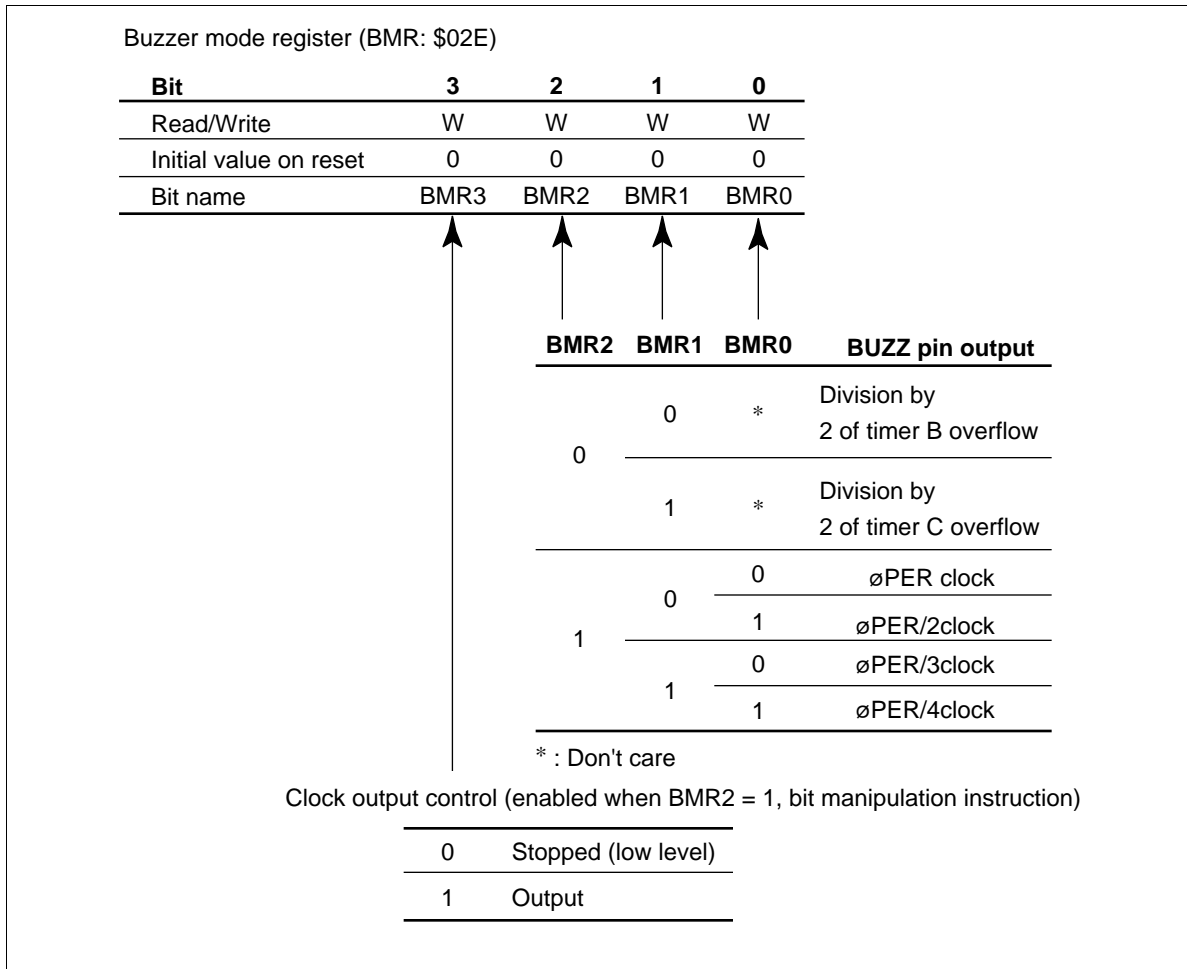 Buzzer mode register (BMR: $02E)
Bit 3 2 1 0
Read/Write W W W W
Initial value on reset 0 0 0 0
Bit name BMR3 BMR2 BMR1 BMR0
BMR2 BMR1 BMR0 BUZZ pin output
0 0 * Division by
2 of timer B overflow
1 * Division by
2 of timer C overflow
1 0 0 øPER clock
1 øPER/2clock
1 0 øPER/3clock
1 øPER/4clock
* : Don't care
Clock output control (enabled when BMR2 = 1, bit manipulation instruction)
0 Stopped (low level)
1 Output